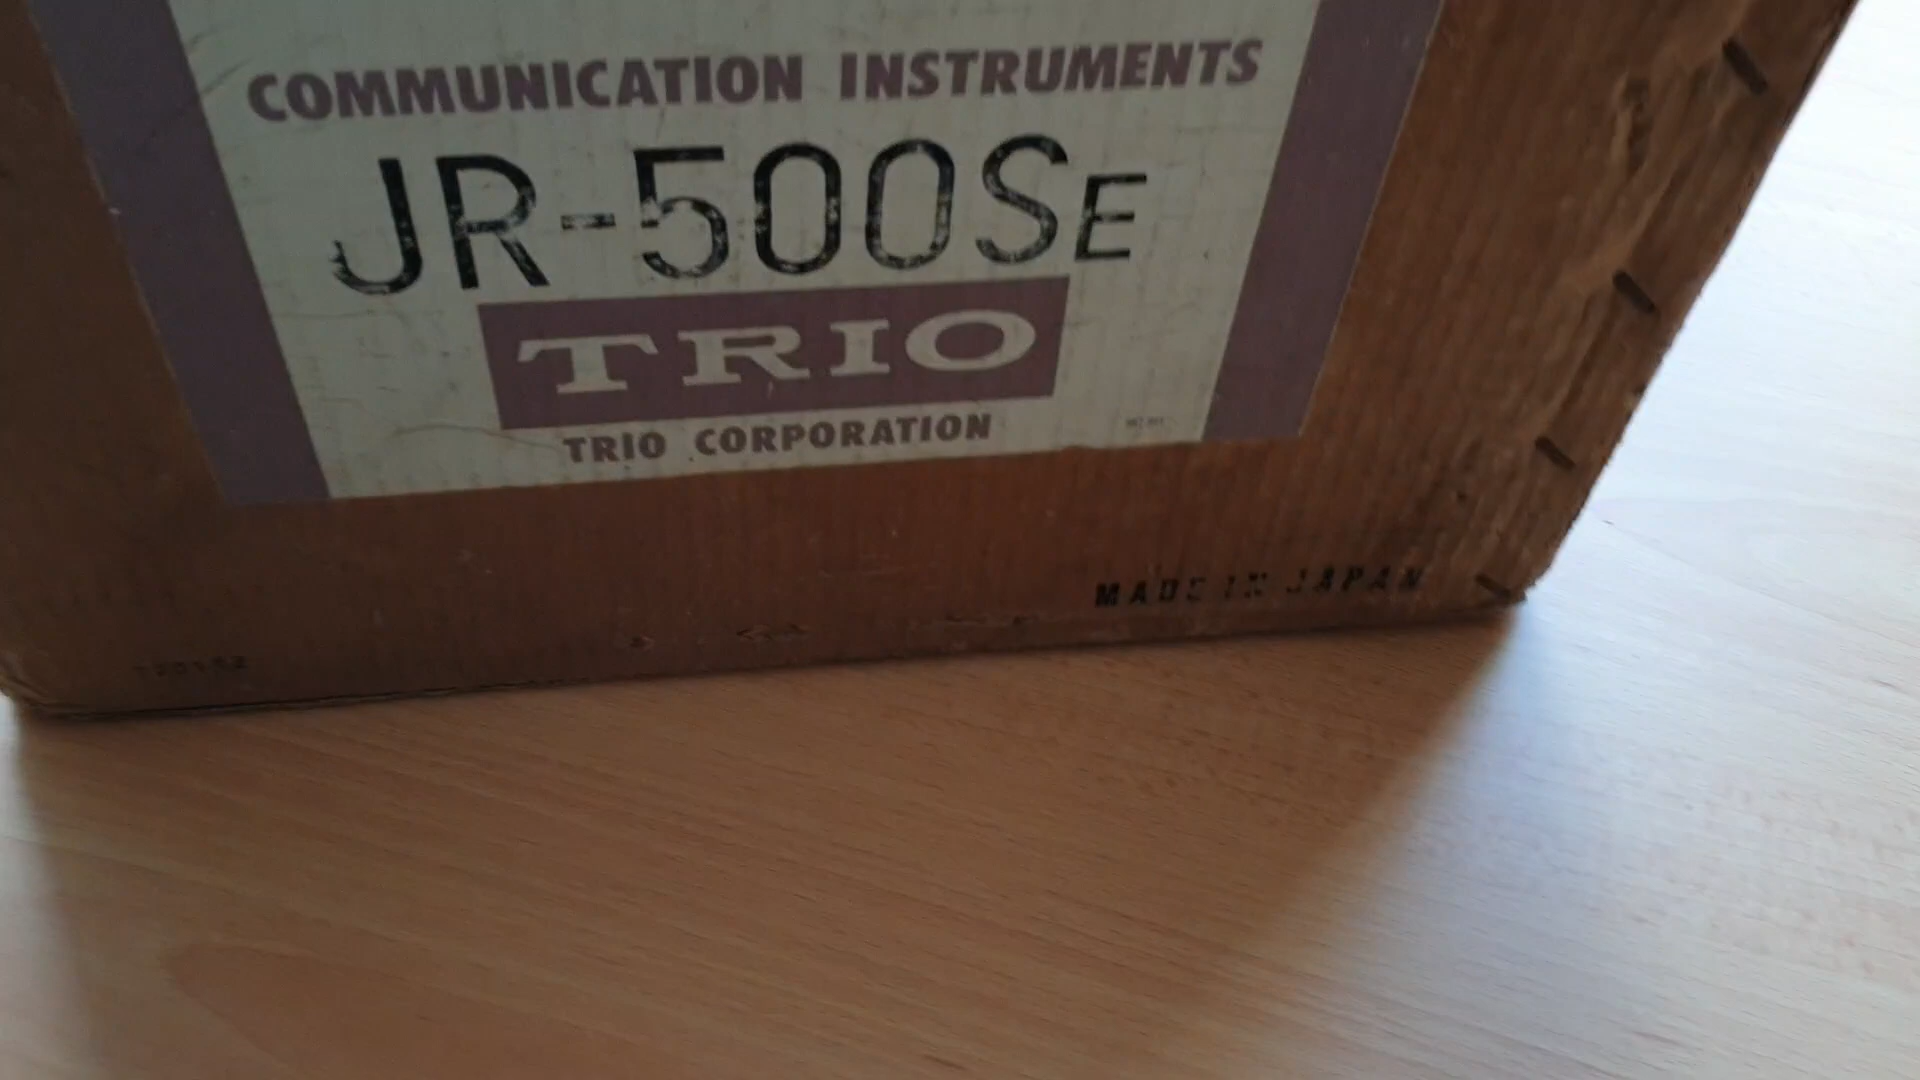 COMMUNICATION INSTRUMENTS
JR-500SE
TRIO
TRIO CORPORATION
MADE IN JAPAN